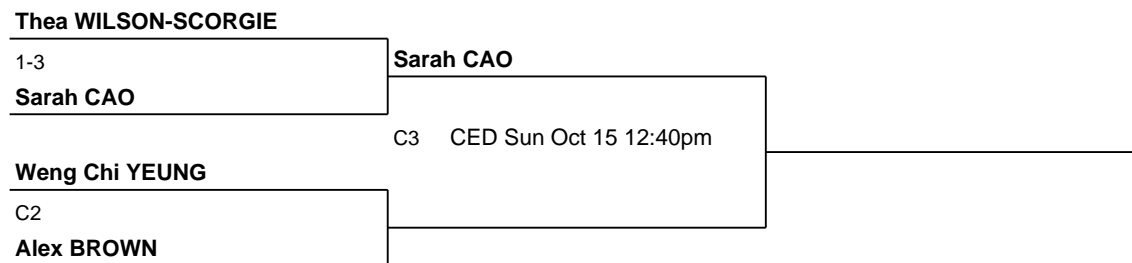 Thea WILSON-SCORGIE
1-3
Sarah CAO
Sarah CAO
C3 CED Sun Oct 15 12:40pm
Weng Chi YEUNG
C2
Alex BROWN